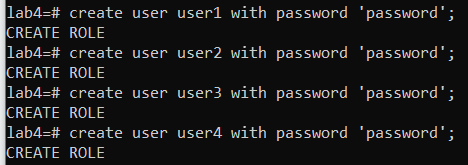 lab4=# create user user1 with password 'password';
CREATE ROLE
lab4=# create user user2 with password 'password';
CREATE ROLE
lab4=# create user user3 with password 'password';
CREATE ROLE
lab4=# create user user4 with password 'password';
CREATE ROLE